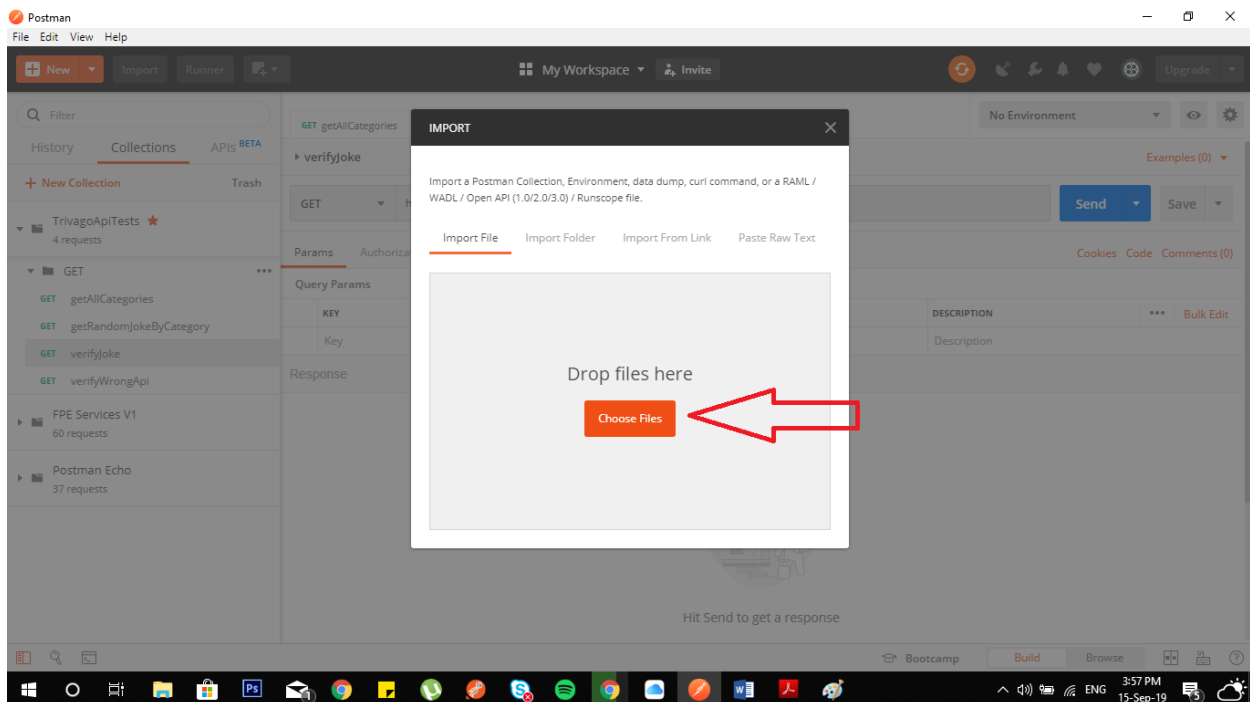 Postman
File Edit View Help
New Import Runner My Workspace Invite Upgrade
Filter
History Collections APIs BETA
+ New Collection Trash
TrivagoApiTests
4 requests
GET
GET getAllCategories
GET getRandomJokeByCategory
GET verifyJoke
GET verifyWrongApi
FPE Services V1
60 requests
Postman Echo
37 requests
GET getAllCategories
No Environment
verifyJoke
Examples (0)
GET h Send Save
Params Authoriza Cookies Code Comments (0)
Query Params
KEY DESCRIPTION ••• Bulk Edit
Key Description
Response
IMPORT
Import a Postman Collection, Environment, data dump, curl command, or a RAML /
WADL / Open API (1.0/2.0/3.0) / Runscope file.
Import File Import Folder Import From Link Paste Raw Text
Drop files here
Choose Files
Hit Send to get a response
Bootcamp Build Browse
Ps
ENG
3:57 PM
15-Sep-19